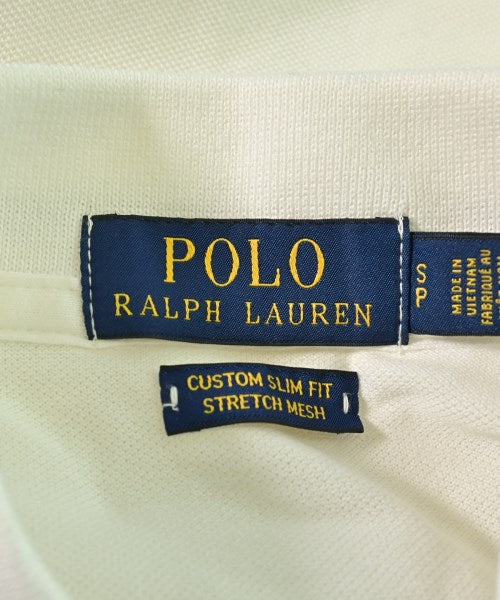 POLO
RALPH LAUREN
S
P
MADE IN
VIETNAM
FABRIQUÉ AU
CUSTOM SLIM FIT
STRETCH MESH